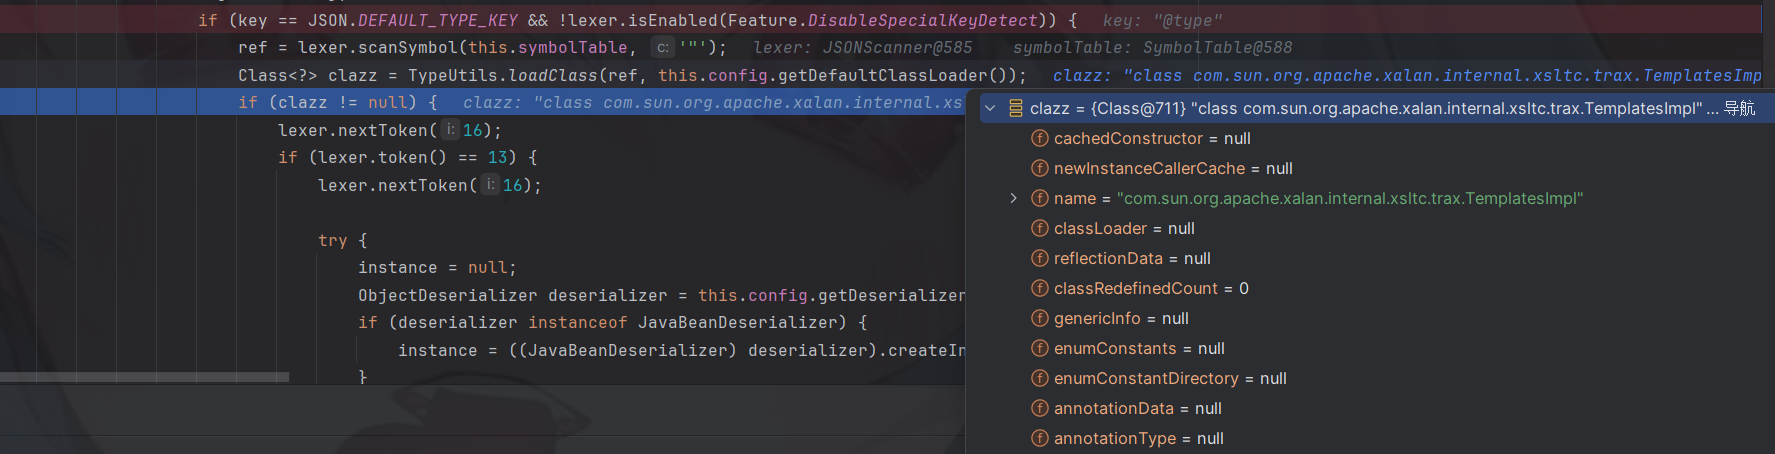 if (key == JSON.DEFAULT_TYPE_KEY && !lexer.isEnabled(Feature.DisableSpecialKeyDetect)) { key: "@type"
ref = lexer.scanSymbol(this.symbolTable, c: '"'); lexer: JSONScanner@585 symbolTable: SymbolTable@588
Class<?> clazz = TypeUtils.loadClass(ref, this.config.getDefaultClassLoader()); clazz: "class com.sun.org.apache.xalan.internal.xsltc.trax.TemplatesImp
if (clazz != null) { clazz: "class com.sun.org.apache.xalan.internal.xs
lexer.nextToken( i: 16);
if (lexer.token() == 13) {
lexer.nextToken( i: 16);
try {
instance = null;
ObjectDeserializer deserializer = this.config.getDeserializer
if (deserializer instanceof JavaBeanDeserializer) {
instance = ((JavaBeanDeserializer) deserializer).createIn
}
clazz = {Class@711} "class com.sun.org.apache.xalan.internal.xsltc.trax.TemplatesImpl" ... 导航
f cachedConstructor = null
f newInstanceCallerCache = null
f name = "com.sun.org.apache.xalan.internal.xsltc.trax.TemplatesImpl"
f classLoader = null
f reflectionData = null
f classRedefinedCount = 0
f genericInfo = null
f enumConstants = null
f enumConstantDirectory = null
f annotationData = null
f annotationType = null